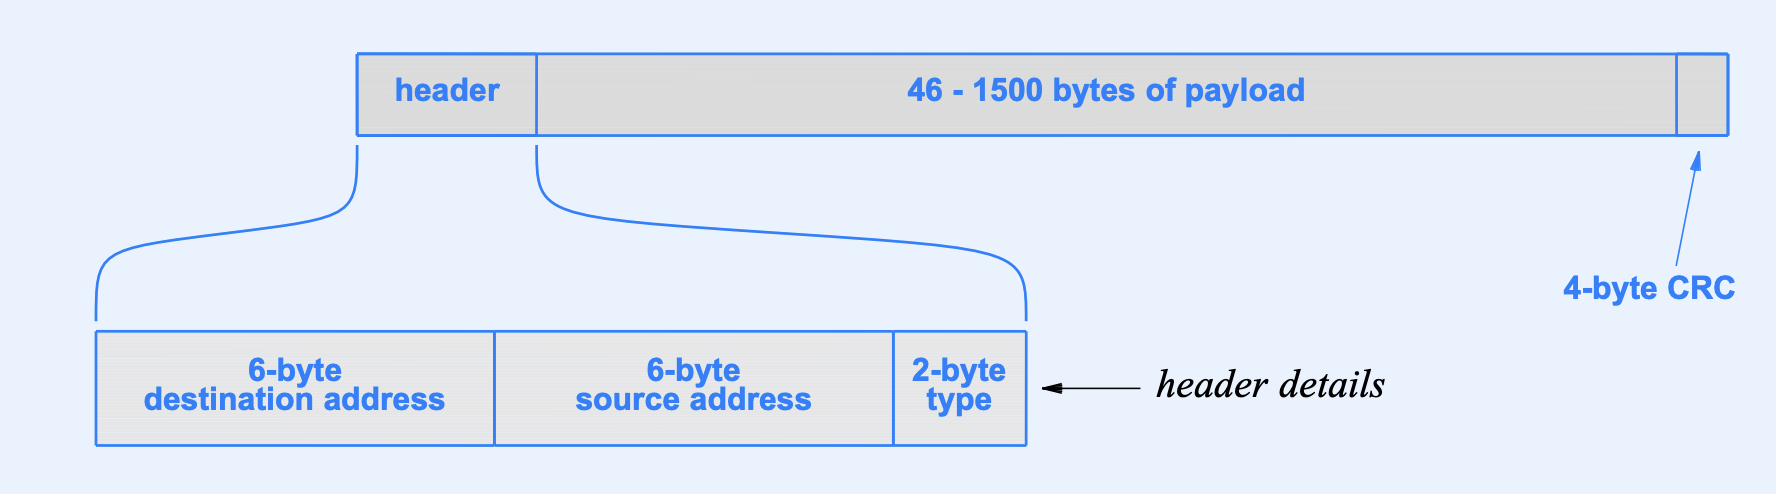 header
46 - 1500 bytes of payload
4-byte CRC
6-byte
destination address
6-byte
source address
2-byte
type
header details